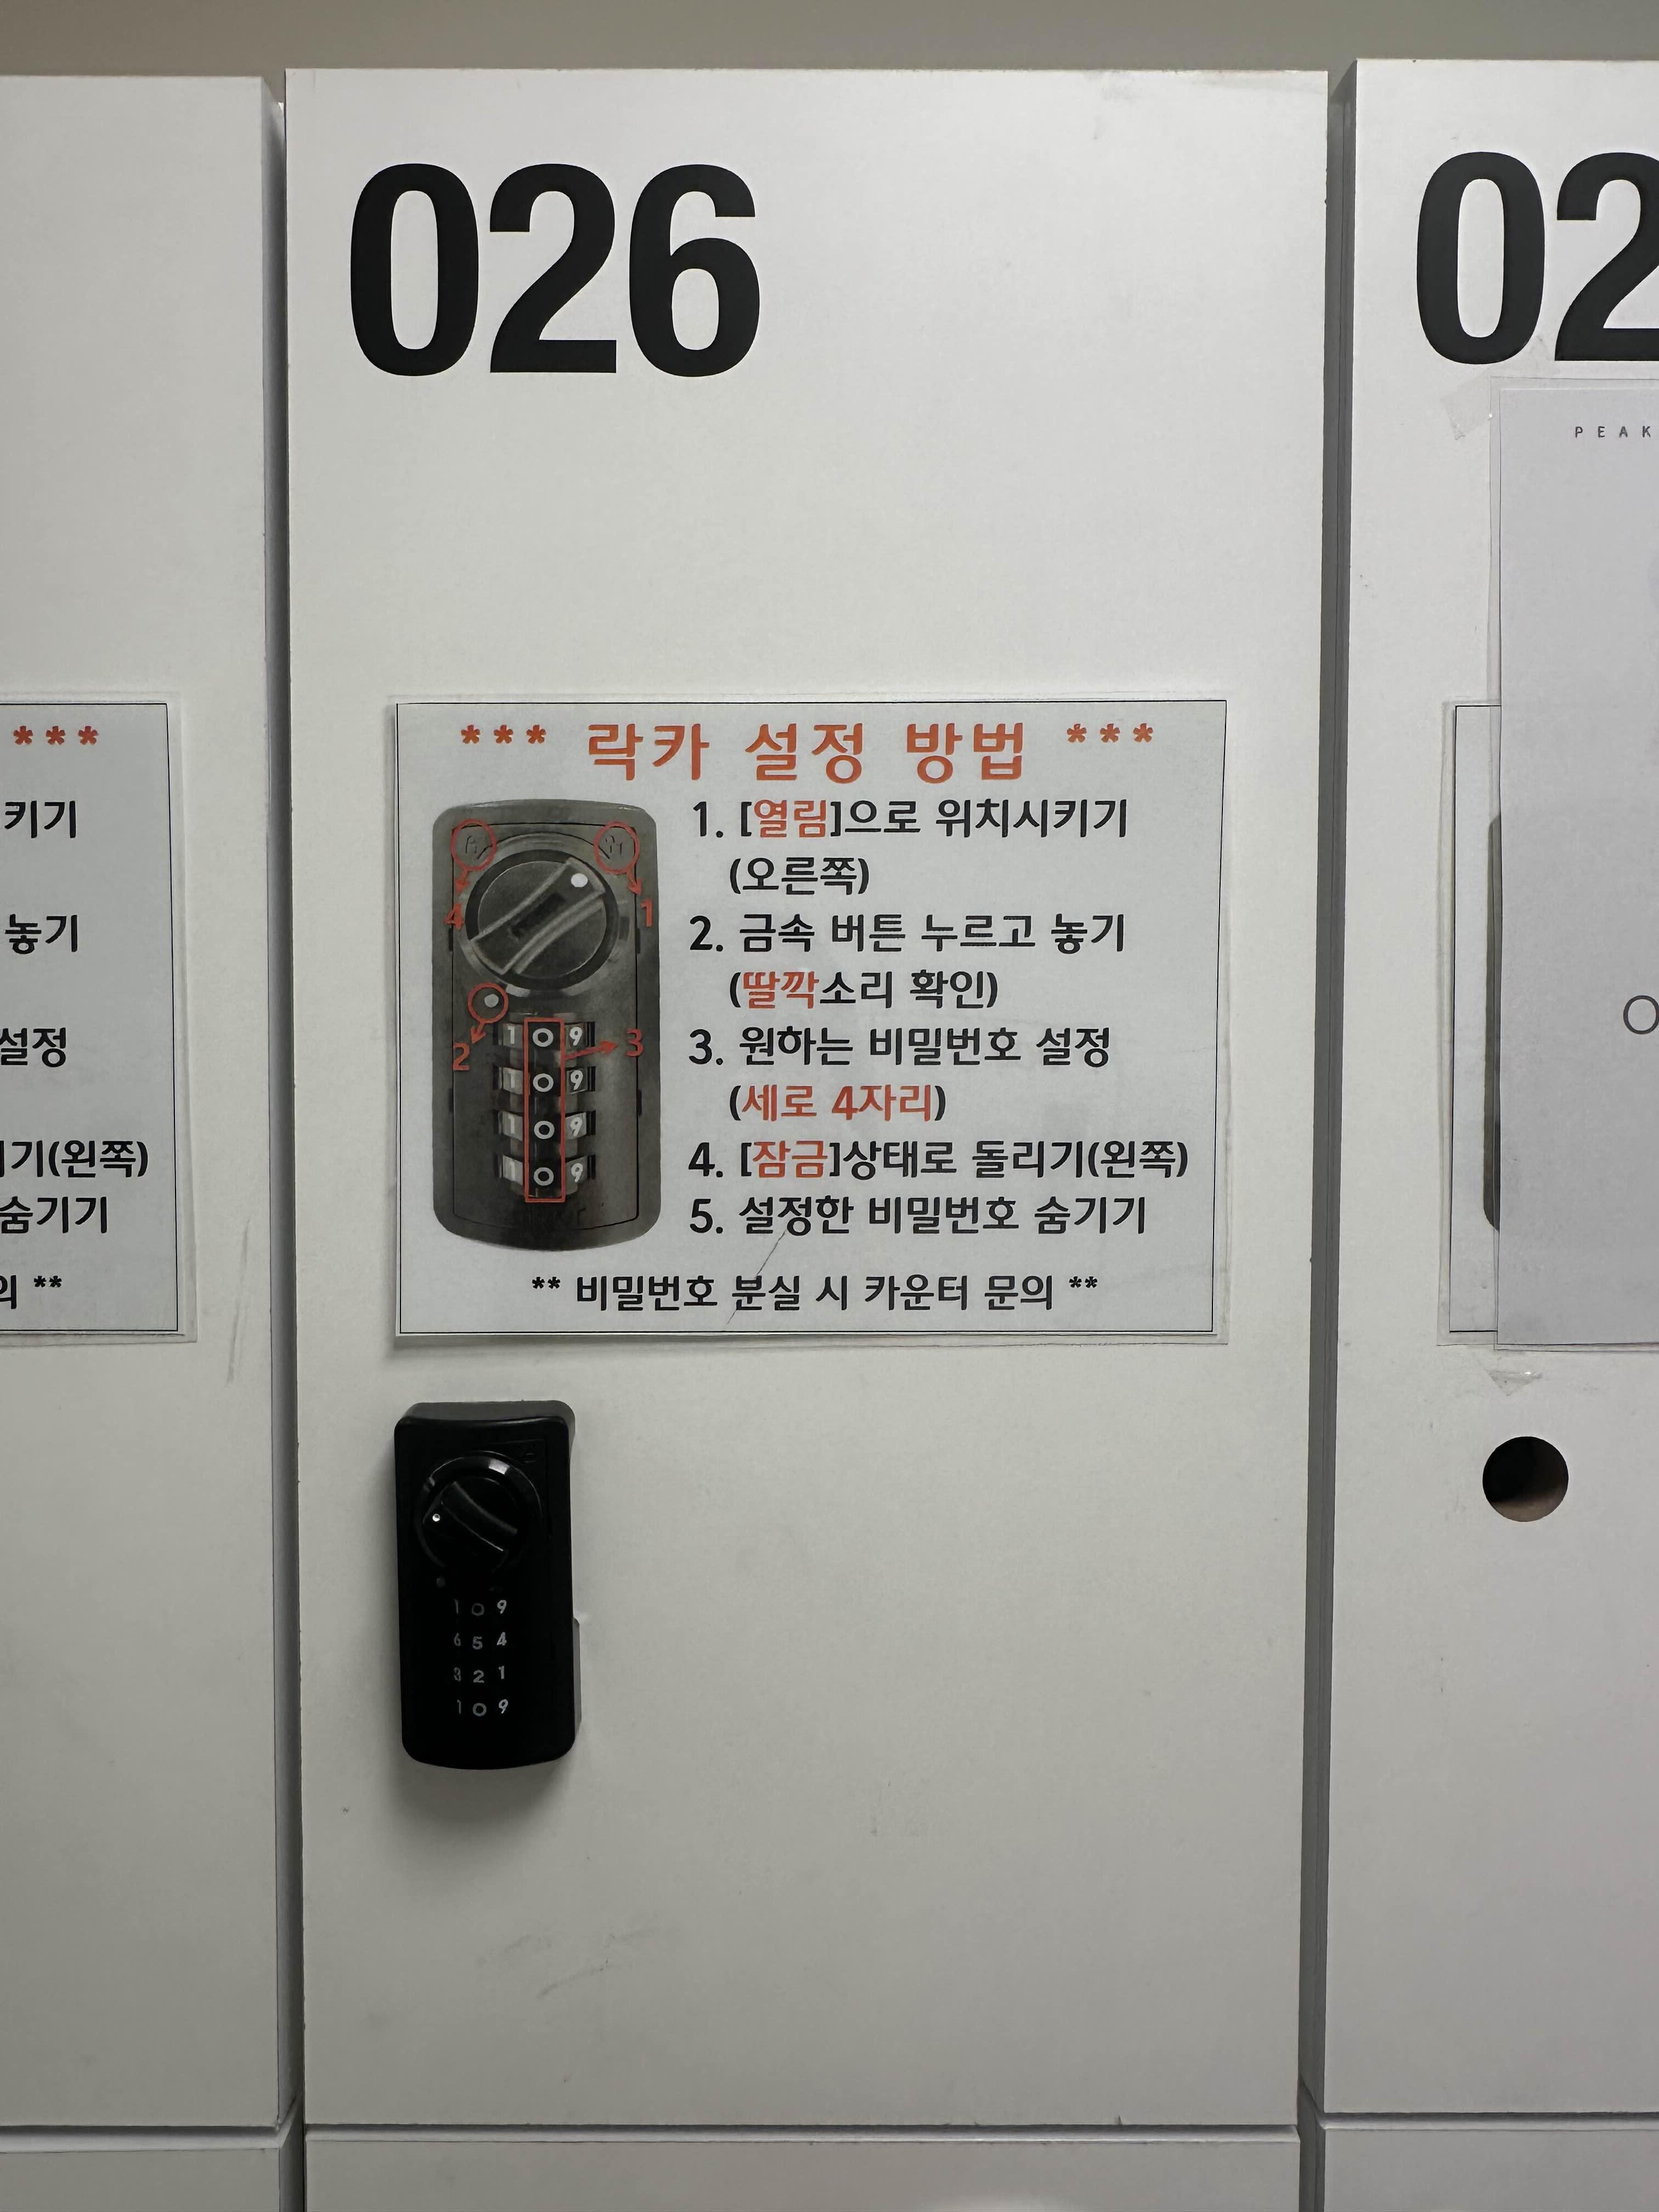 026
02
PEAK
*** 락카 설정 방법 ***
1. [열림]으로 위치시키기
(오른쪽)
2. 금속 버튼 누르고 놓기
(딸깍소리 확인)
3. 원하는 비밀번호 설정
(세로 4자리)
4. [잠금]상태로 돌리기(왼쪽)
5. 설정한 비밀번호 숨기기
** 비밀번호 분실 시 카운터 문의 **
4
1
2
3
1 0 9
1 0 9
1 0 9
1 0 9
***
키기
놓기
설정
기(왼쪽)
숨기기
의 **
1 0 9
6 5 4
3 2 1
1 0 9